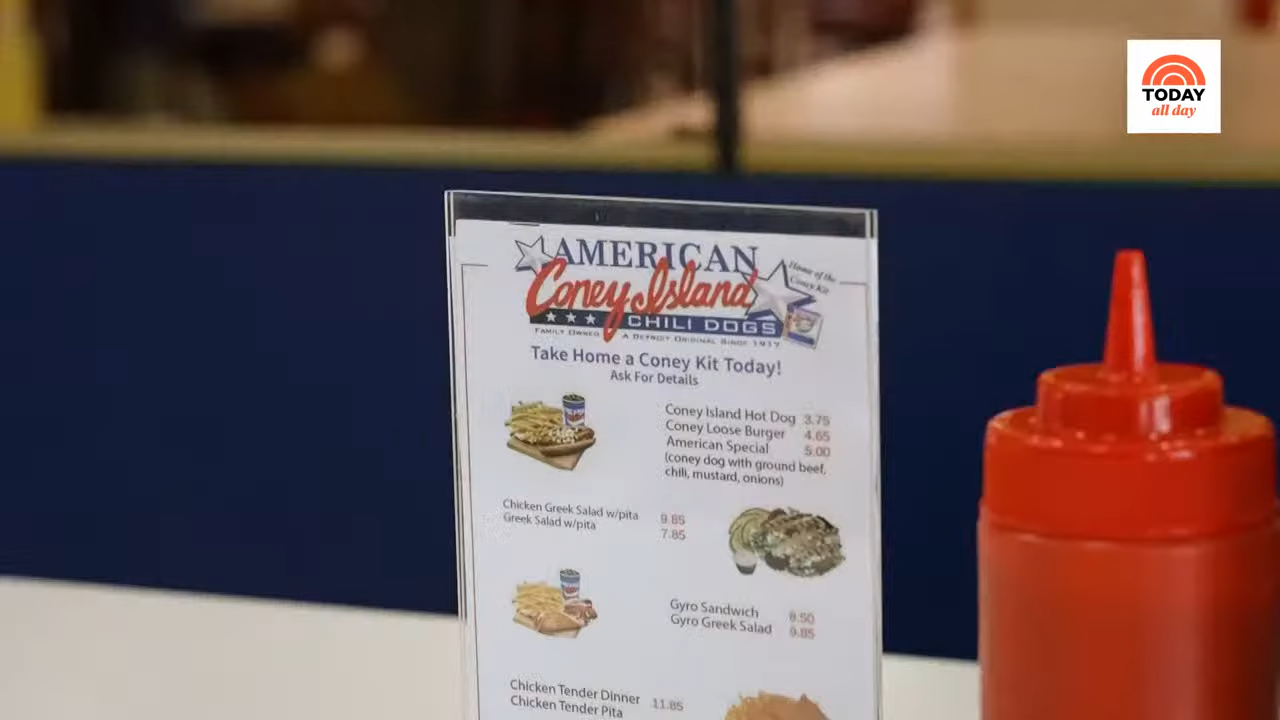 TODAY
all day
AMERICAN
Home of the
Coney Kit
Coney Island
CHILI DOGS
FAMILY OWNED A DETROIT ORIGINAL SINCE 1917
Take Home a Coney Kit Today!
Ask For Details
Coney Island Hot Dog 3.75
Coney Loose Burger 4.65
American Special 5.00
(coney dog with ground beef,
chili, mustard, onions)
Chicken Greek Salad w/pita 9.85
Greek Salad w/pita 7.85
Gyro Sandwich 8.50
Gyro Greek Salad 9.85
Chicken Tender Dinner 11.85
Chicken Tender Pita